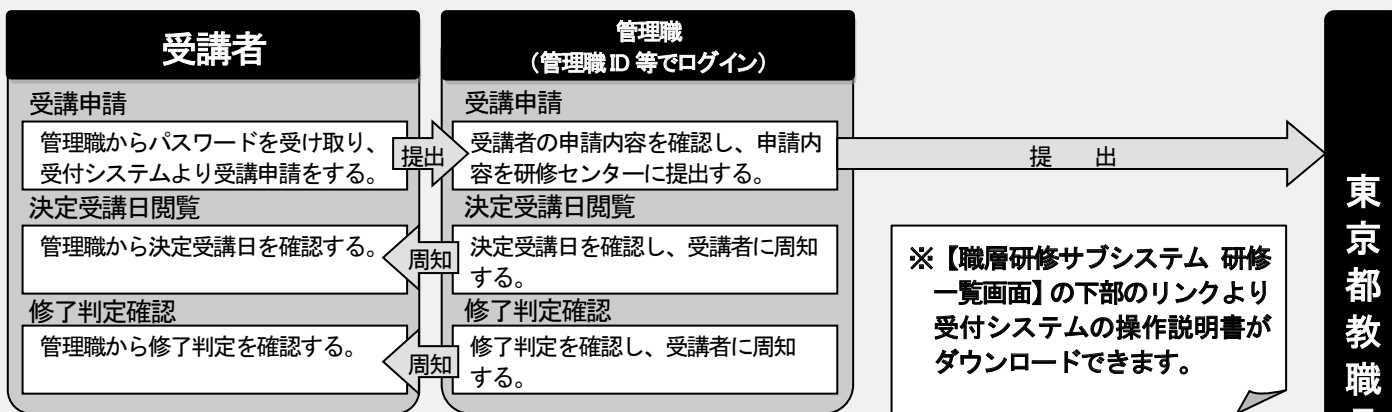 受講者
受講申請
管理職からパスワードを受け取り、
受付システムより受講申請をする。
決定受講日閲覧
管理職から決定受講日を確認する。
修了判定確認
管理職から修了判定を確認する。
提出
周知
周知
管理職
（管理職ID 等でログイン）
受講申請
受講者の申請内容を確認し、申請内
容を研修センターに提出する。
決定受講日閲覧
決定受講日を確認し、受講者に周知
する。
修了判定確認
修了判定を確認し、受講者に周知
する。
提　出
※【職層研修サブシステム 研修
一覧画面】の下部のリンクより
受付システムの操作説明書が
ダウンロードできます。
東京都教職